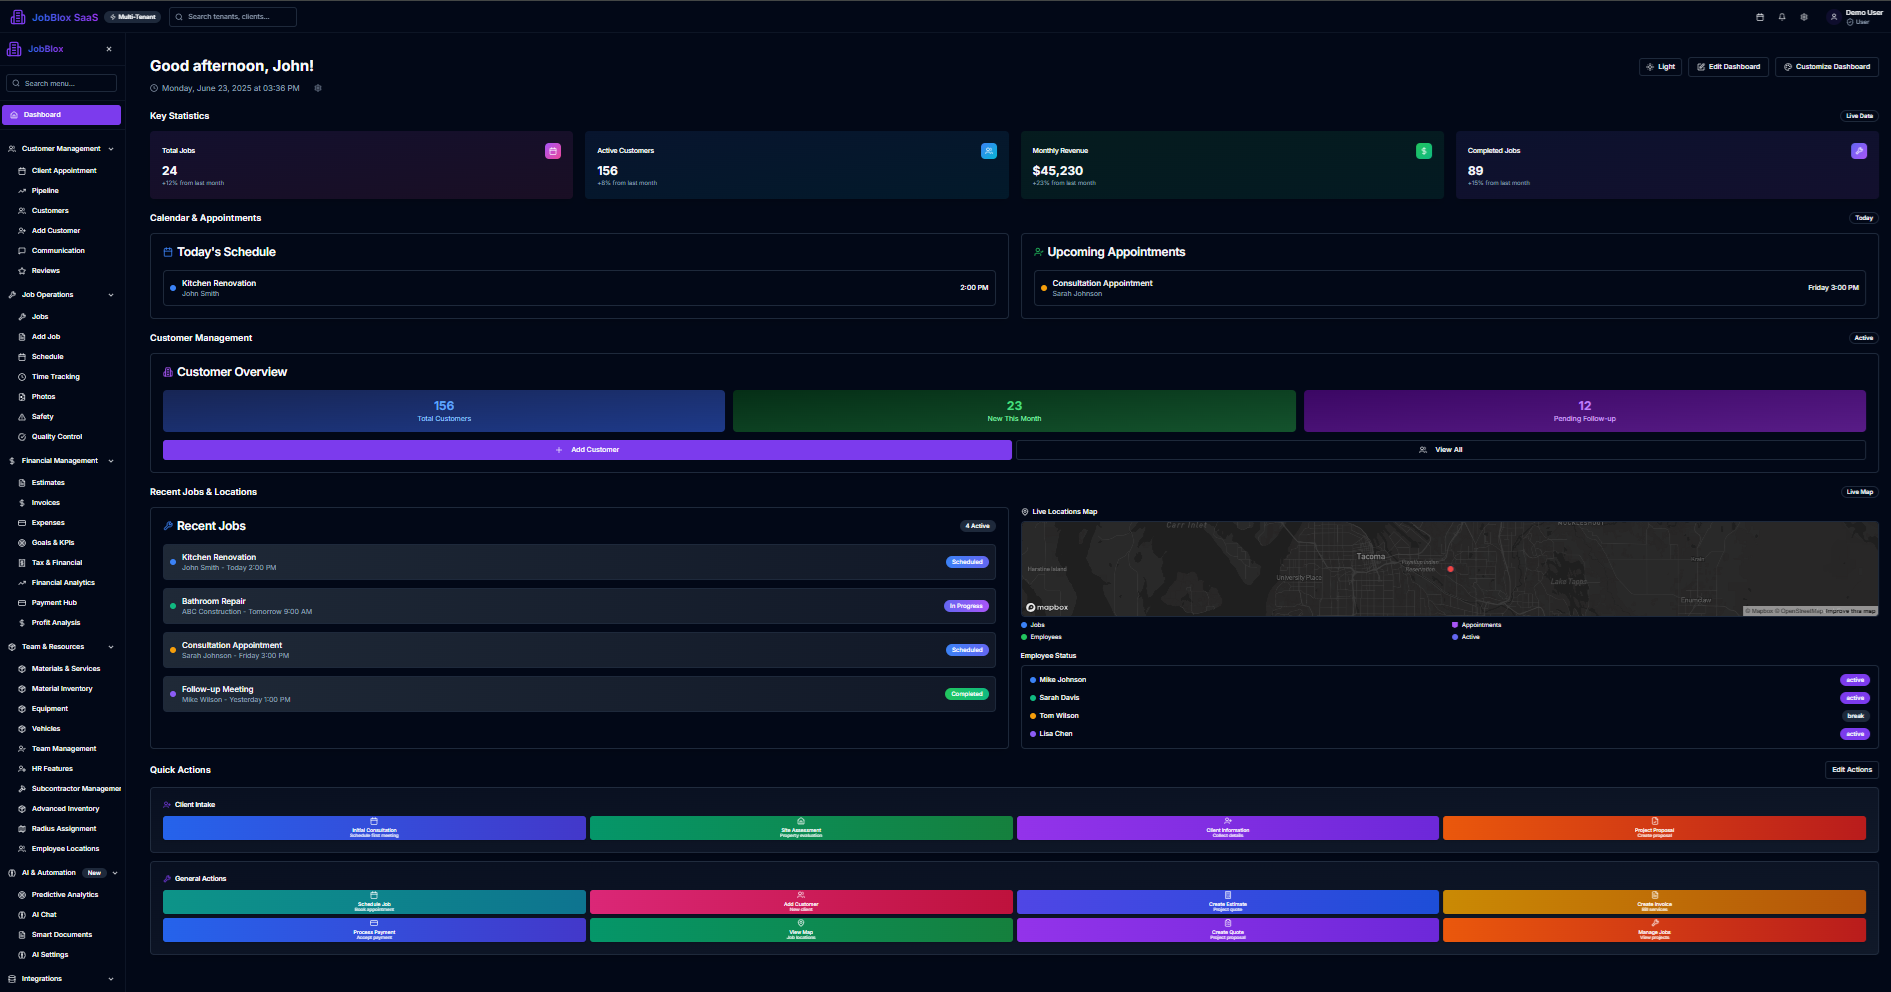 JobBlox SaaS
Multi-Tenant
Search tenants, clients...
Demo User
User
JobBlox
Search menu...
Dashboard
Customer Management
Client Appointment
Pipeline
Customers
Add Customer
Communication
Reviews
Job Operations
Jobs
Add Job
Schedule
Time Tracking
Photos
Safety
Quality Control
Financial Management
Estimates
Invoices
Expenses
Goals & KPIs
Tax & Financial
Financial Analytics
Payment Hub
Profit Analysis
Team & Resources
Materials & Services
Material Inventory
Equipment
Vehicles
Team Management
HR Features
Subcontractor Managemen
Advanced Inventory
Radius Assignment
Employee Locations
AI & Automation New
Predictive Analytics
AI Chat
Smart Documents
AI Settings
Integrations
Good afternoon, John!
Monday, June 23, 2025 at 03:36 PM
Light
Edit Dashboard
Customize Dashboard
Key Statistics
Live Data
Total Jobs
24
+12% from last month
Active Customers
156
+8% from last month
Monthly Revenue
$45,230
+23% from last month
Completed Jobs
89
+15% from last month
Calendar & Appointments
Today
Today's Schedule
Kitchen Renovation
John Smith
2:00 PM
Upcoming Appointments
Consultation Appointment
Sarah Johnson
Friday 3:00 PM
Customer Management
Active
Customer Overview
156
Total Customers
23
New This Month
12
Pending Follow-up
Add Customer
View All
Recent Jobs & Locations
Live Map
Recent Jobs
4 Active
Kitchen Renovation
John Smith - Today 2:00 PM
Scheduled
Bathroom Repair
ABC Construction - Tomorrow 9:00 AM
In Progress
Consultation Appointment
Sarah Johnson - Friday 3:00 PM
Scheduled
Follow-up Meeting
Mike Wilson - Yesterday 1:00 PM
Completed
Live Locations Map
Carr Inlet
Tacoma
Herstine Island
University Place
Reservation
Lake Tapps
Enumclaw
mapbox
© Mapbox © OpenStreetMap Improve this map
Jobs
Appointments
Employees
Active
Employee Status
Mike Johnson
active
Sarah Davis
active
Tom Wilson
break
Lisa Chen
active
Quick Actions
Edit Actions
Client Intake
Initial Consultation
Schedule first meeting
Site Assessment
Property evaluation
Client Information
Collect details
Project Proposal
Create proposal
General Actions
Schedule Job
Book appointment
Add Customer
New client
Create Estimate
Project quote
Create Invoice
Bill services
Process Payment
Accept payment
View Map
Job locations
Create Quote
Project proposal
Manage Jobs
View projects